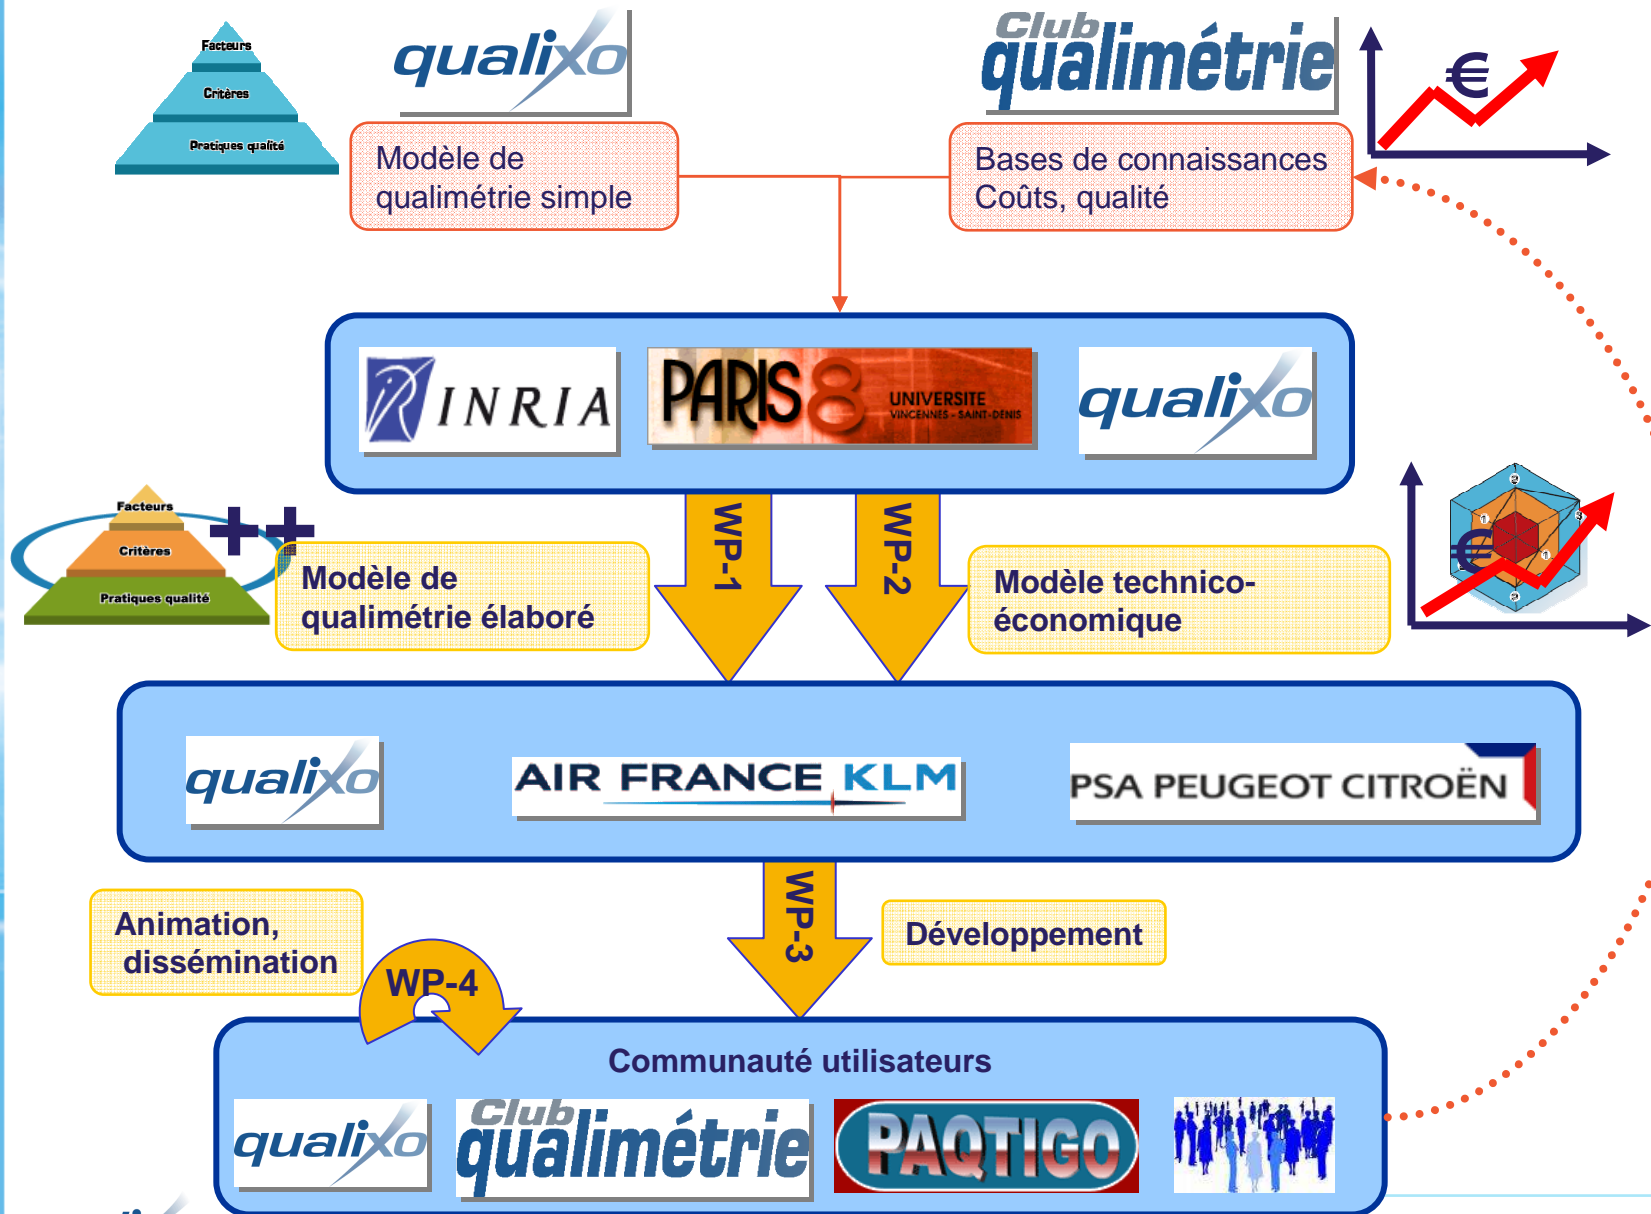 Facteurs
Critères
Pratiques qualité
qualixo
Club
qualimétrie
€
Modèle de
qualimétrie simple
Bases de connaissances
Coûts, qualité
INRIA
PARIS 8
UNIVERSITE
VINCENNES - SAINT-DENIS
qualixo
Facteurs
Critères
Pratiques qualité
++
Modèle de
qualimétrie élaboré
WP-1
WP-2
Modèle technico-
économique
€
qualixo
AIR FRANCE KLM
PSA PEUGEOT CITROËN
Animation,
dissémination
WP-4
WP-3
Développement
Communauté utilisateurs
qualixo
Club
qualimétrie
PAQTIGO